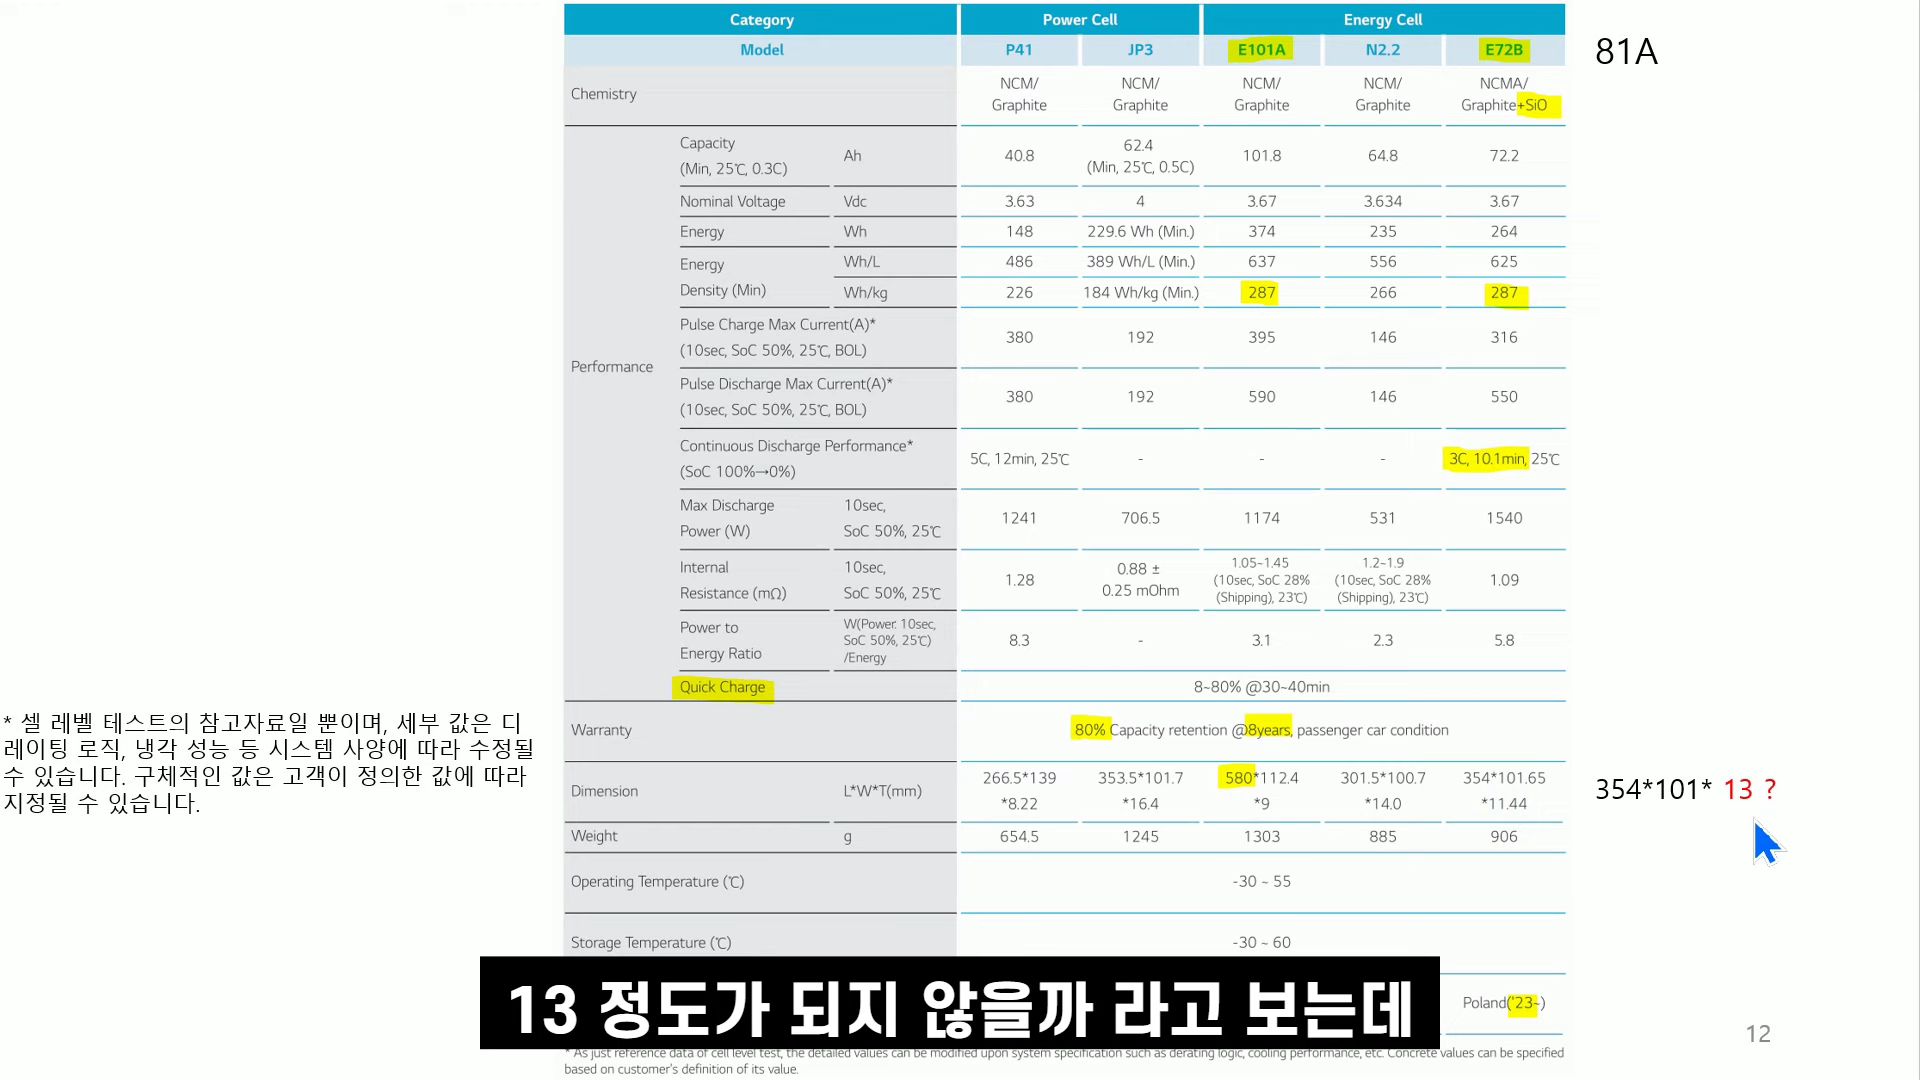 Category Power Cell Energy Cell
Model P41 JP3 E101A N2.2 E72B 81A
Chemistry NCM/ NCM/ NCM/ NCM/ NCMA/
Graphite Graphite Graphite Graphite Graphite+SiO
Performance
Capacity
(Min, 25℃, 0.3C) Ah 40.8 62.4 101.8 64.8 72.2
(Min, 25℃, 0.5C)
Nominal Voltage Vdc 3.63 4 3.67 3.634 3.67
Energy Wh 148 229.6 Wh (Min.) 374 235 264
Energy Wh/L 486 389 Wh/L (Min.) 637 556 625
Density (Min) Wh/kg 226 184 Wh/kg (Min.) 287 266 287
Pulse Charge Max Current(A)*
(10sec, SoC 50%, 25℃, BOL) 380 192 395 146 316
Pulse Discharge Max Current(A)*
(10sec, SoC 50%, 25℃, BOL) 380 192 590 146 550
Continuous Discharge Performance*
(SoC 100%→0%) 5C, 12min, 25℃ - - - 3C, 10.1min, 25℃
Max Discharge 10sec,
Power (W) SoC 50%, 25℃ 1241 706.5 1174 531 1540
Internal 10sec, 0.88 ± 1.05~1.45 1.2~1.9
Resistance (mΩ) SoC 50%, 25℃ 1.28 0.25 mOhm (10sec, SoC 28% (10sec, SoC 28% 1.09
(Shipping), 23℃) (Shipping), 23℃)
Power to W(Power: 10sec,
Energy Ratio SoC 50%, 25℃) 8.3 - 3.1 2.3 5.8
/Energy
Quick Charge 8~80% @30~40min
Warranty 80% Capacity retention @8years, passenger car condition
* 셀 레벨 테스트의 참고자료일 뿐이며, 세부 값은 디
레이팅 로직, 냉각 성능 등 시스템 사양에 따라 수정될
수 있습니다. 구체적인 값은 고객이 정의한 값에 따라
지정될 수 있습니다.
Dimension L*W*T(mm) 266.5*139 353.5*101.7 580*112.4 301.5*100.7 354*101.65 354*101* 13 ?
*8.22 *16.4 *9 *14.0 *11.44
Weight g 654.5 1245 1303 885 906
Operating Temperature (℃) -30 ~ 55
Storage Temperature (℃) -30 ~ 60
Poland('23~)
13 정도가 되지 않을까 라고 보는데
12
* As just reference data of cell level test, the detailed values can be modified upon system specification such as derating logic, cooling performance, etc. Concrete values can be specified
based on customer's definition of its value.